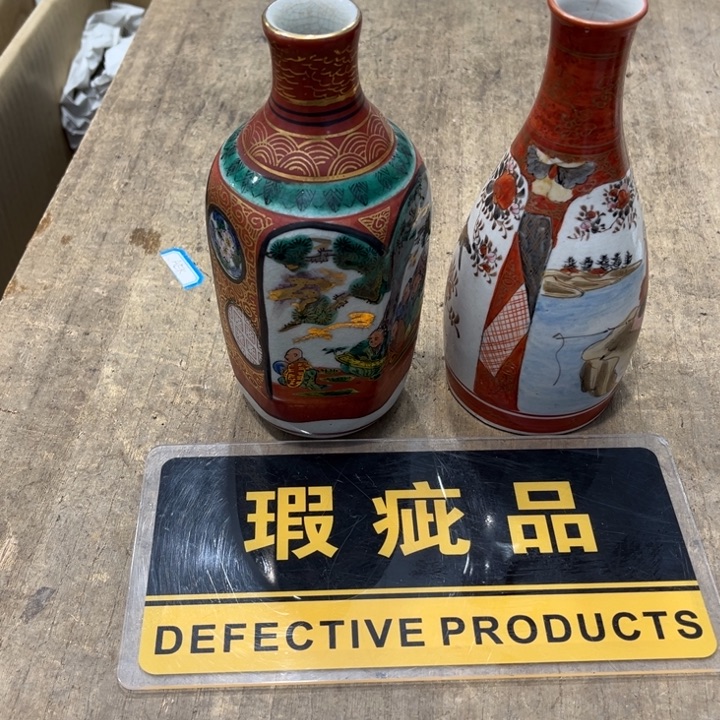 瑕疵品
DEFECTIVE PRODUCTS